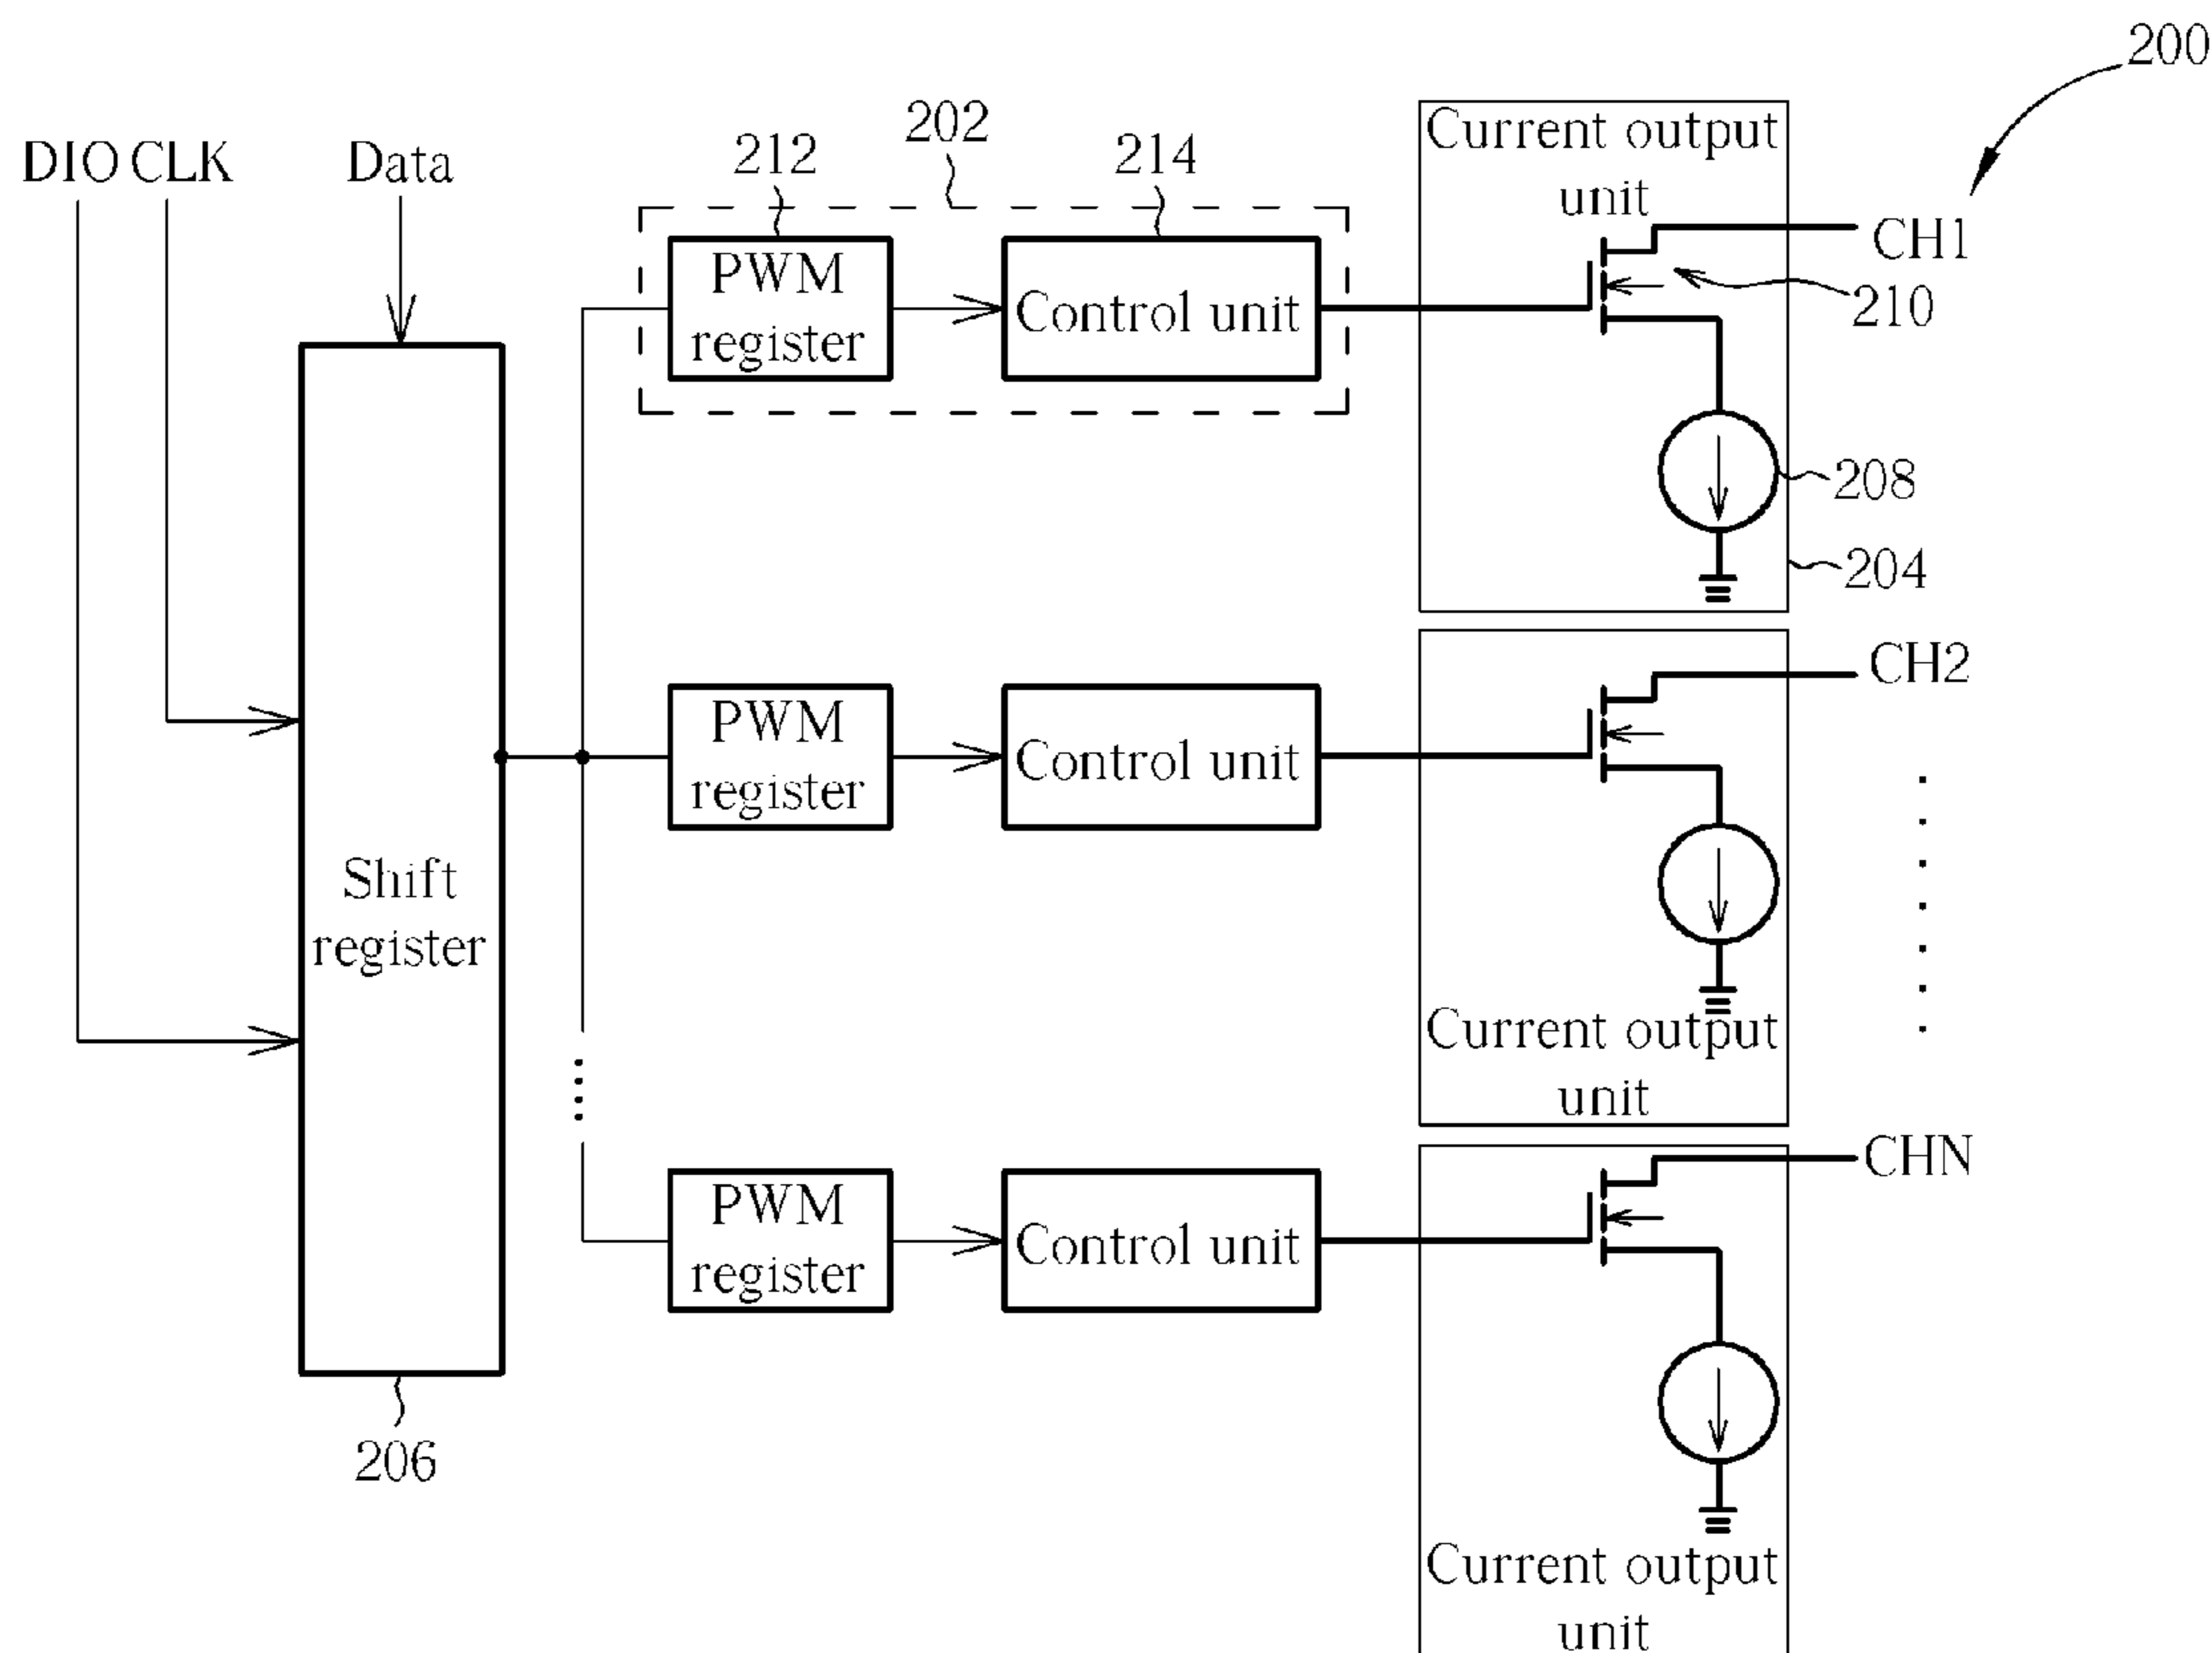 200
DIO CLK
Data
212
202
214
Current output
unit
CH1
210
PWM
register
Control unit
208
204
CH2
PWM
register
Control unit
Shift
register
Current output
unit
CHN
PWM
register
Control unit
206
Current output
unit